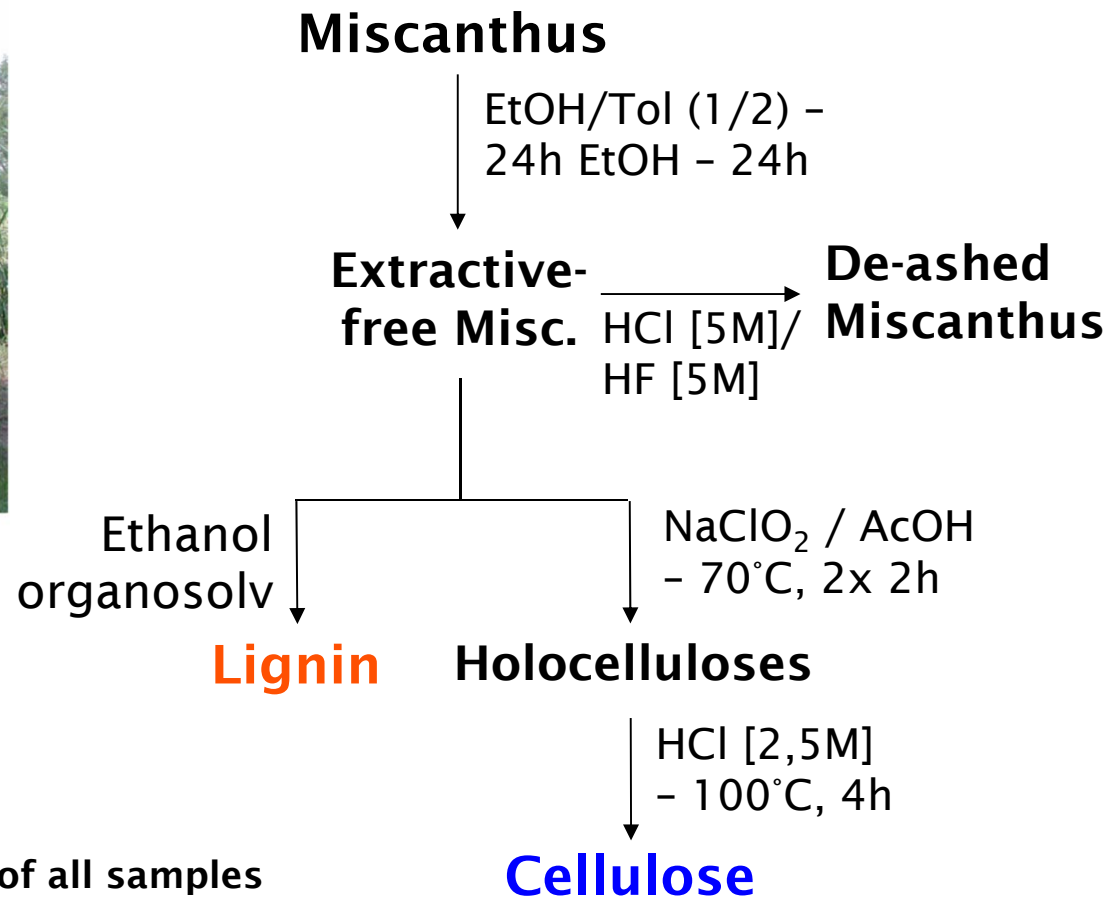 Miscanthus
EtOH/Tol (1/2) –
24h EtOH – 24h
Extractive-
free Misc.
HCl [5M]/
HF [5M]
De-ashed
Miscanthus
Ethanol
organosolv
NaClO₂ / AcOH
– 70°C, 2x 2h
Lignin
Holocelluloses
HCl [2,5M]
– 100°C, 4h
of all samples
Cellulose